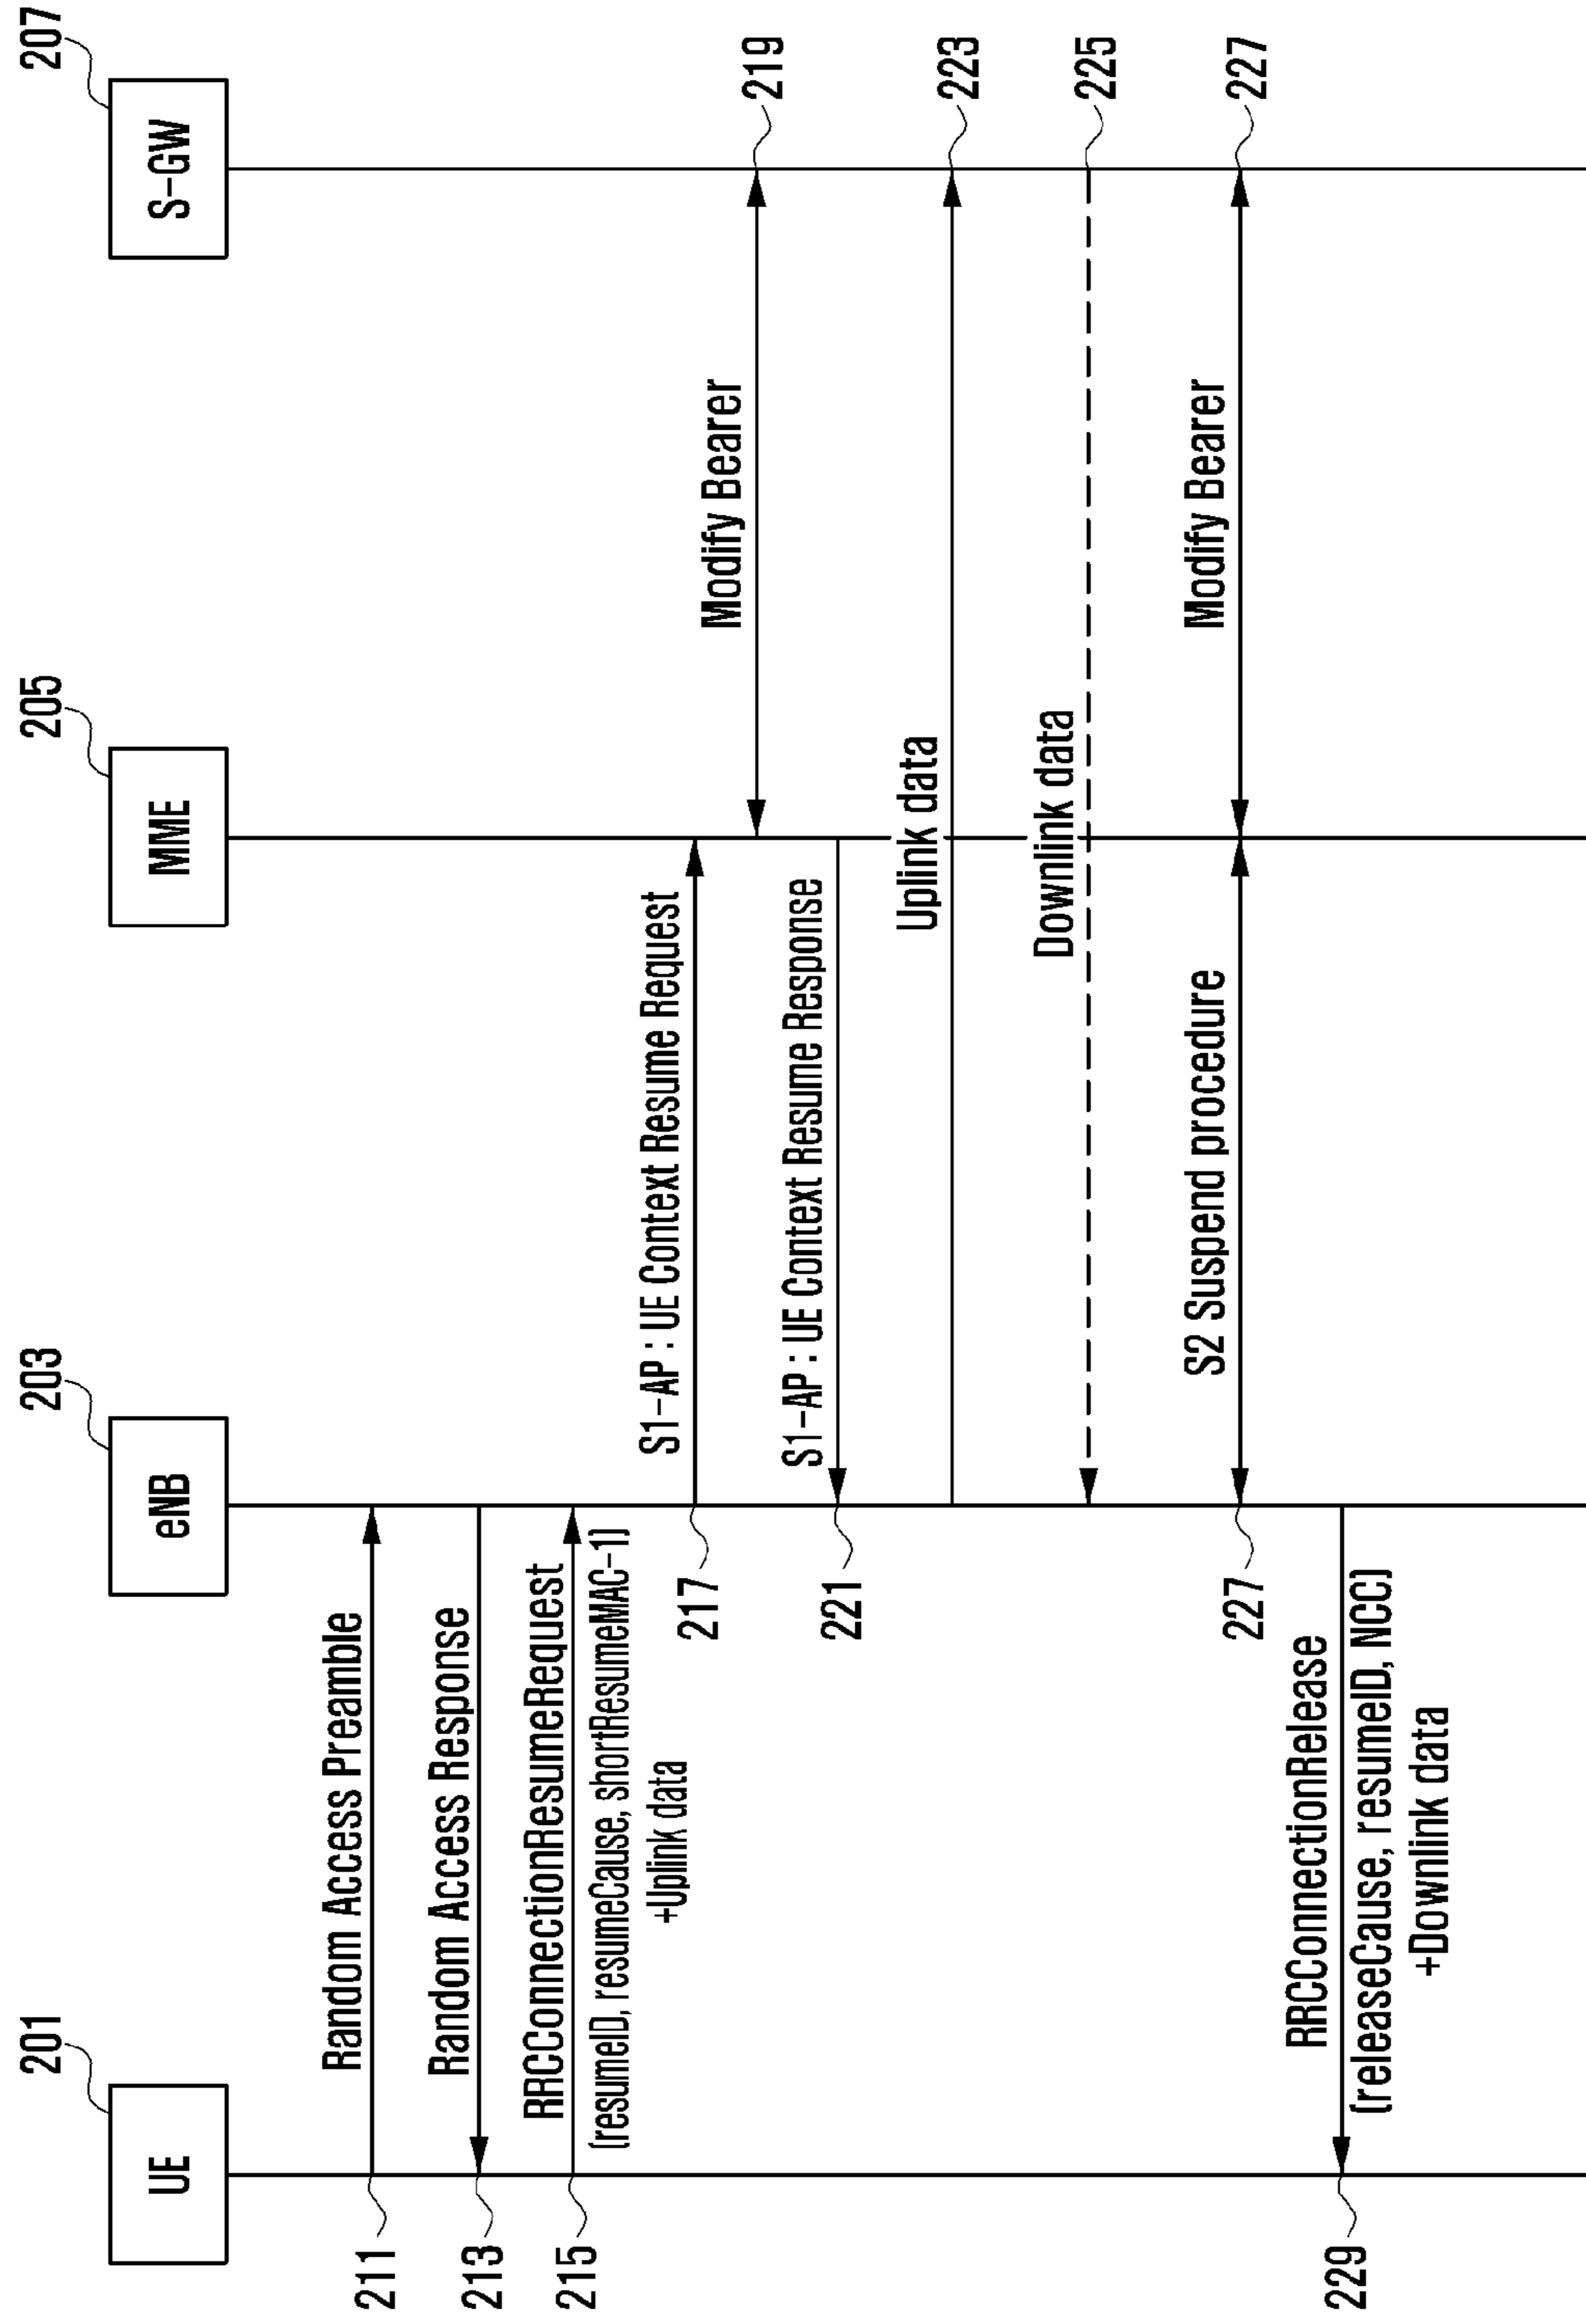 201
203
205
207
UE
eNB
MME
S-GW
Random Access Preamble
211
Random Access Response
213
RRCConnectionResumeRequest
215
(resumeID, resumeCause, shortResumeMAC-1)
+Uplink data
S1-AP : UE Context Resume Request
217
Modify Bearer
219
S1-AP : UE Context Resume Response
221
Uplink data
223
Downlink data
225
S2 Suspend procedure
227
Modify Bearer
227
RRCConnectionRelease
229
(releaseCause, resumeID, NCC)
+Downlink data